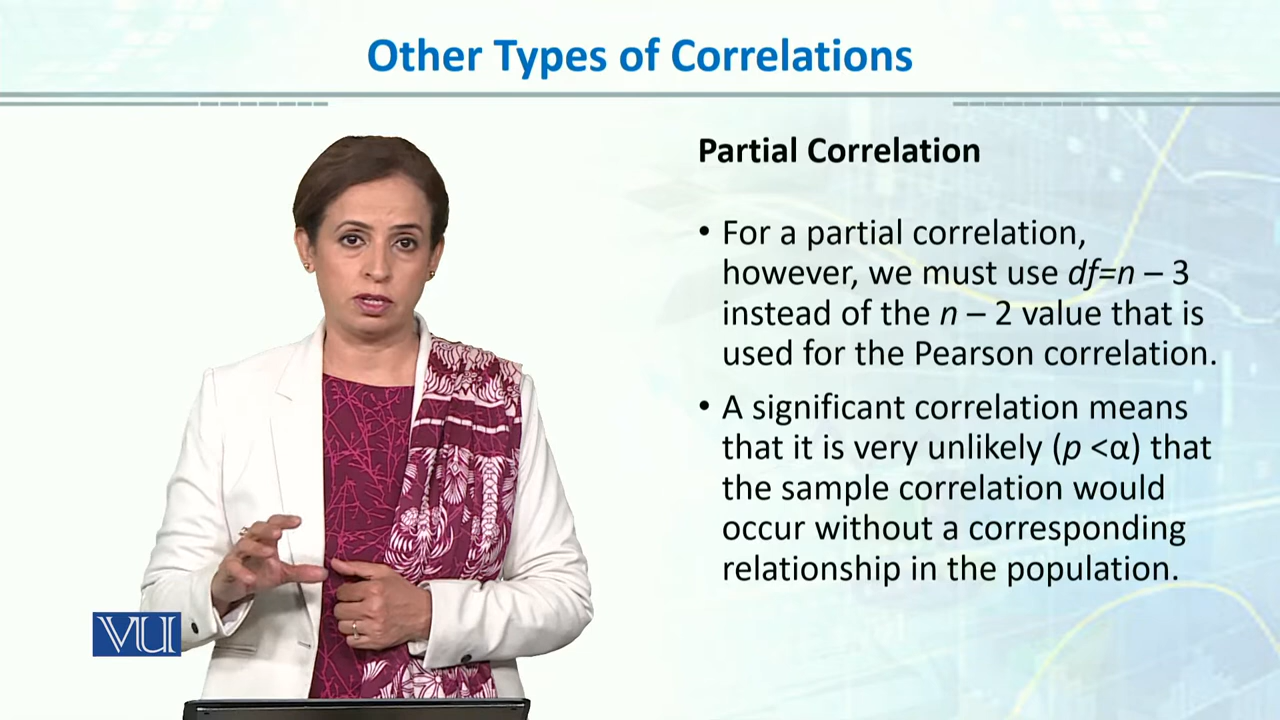 Other Types of Correlations
Partial Correlation
• For a partial correlation,
however, we must use df=n – 3
instead of the n – 2 value that is
used for the Pearson correlation.
• A significant correlation means
that it is very unlikely (p <α) that
the sample correlation would
occur without a corresponding
relationship in the population.
VU